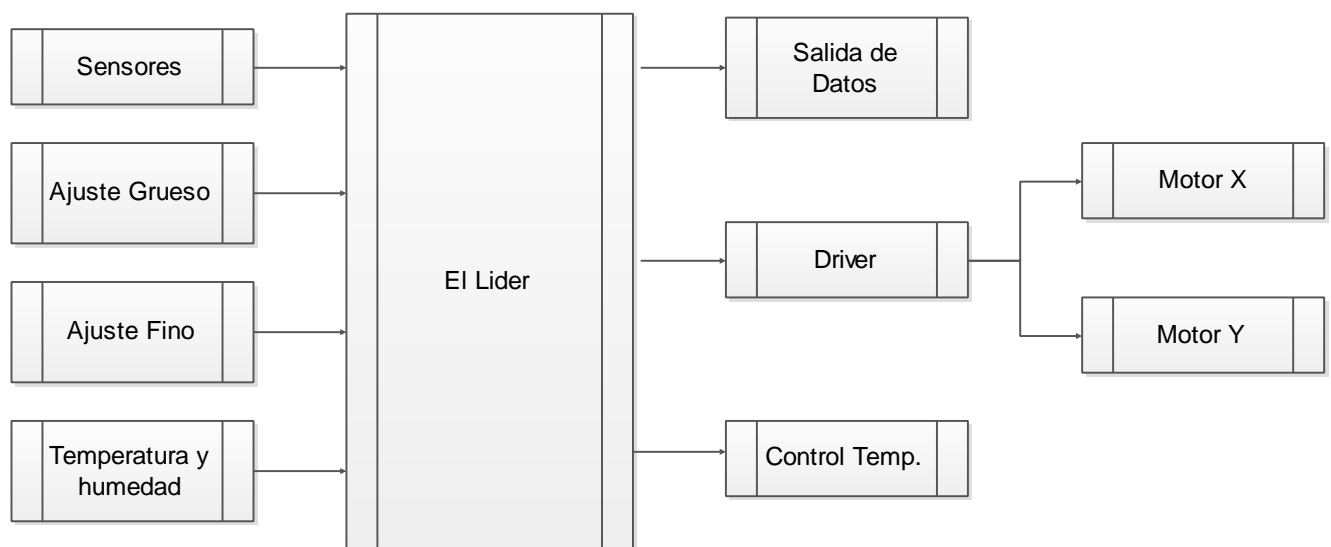 Sensores
Ajuste Grueso
Ajuste Fino
Temperatura y
humedad
El Lider
Salida de
Datos
Driver
Control Temp.
Motor X
Motor Y